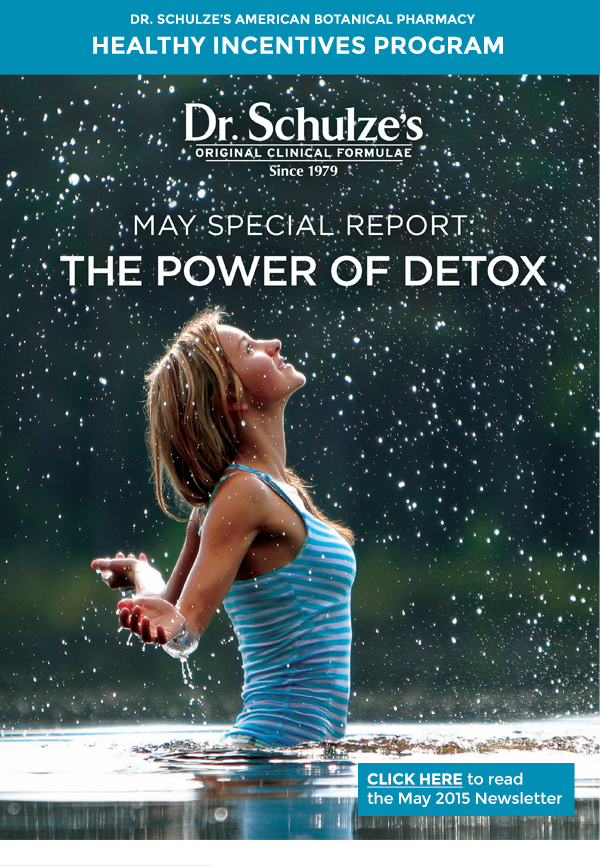 DR. SCHULZE'S AMERICAN BOTANICAL PHARMACY
HEALTHY INCENTIVES PROGRAM
Dr. Schulze's
ORIGINAL CLINICAL FORMULAE
Since 1979
MAY SPECIAL REPORT:
THE POWER OF DETOX
CLICK HERE to read
the May 2015 Newsletter